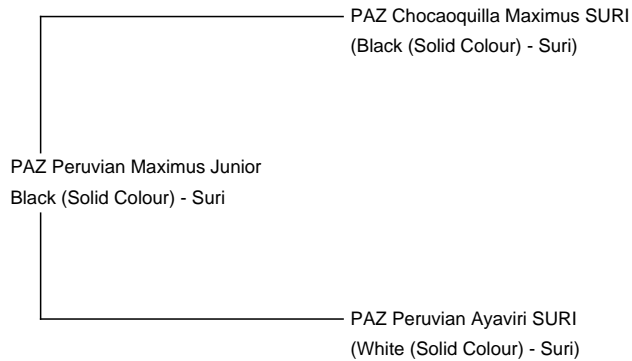 PAZ Chocaoquilla Maximus SURI
(Black (Solid Colour) - Suri)
PAZ Peruvian Maximus Junior
Black (Solid Colour) - Suri
PAZ Peruvian Ayaviri SURI
(White (Solid Colour) - Suri)